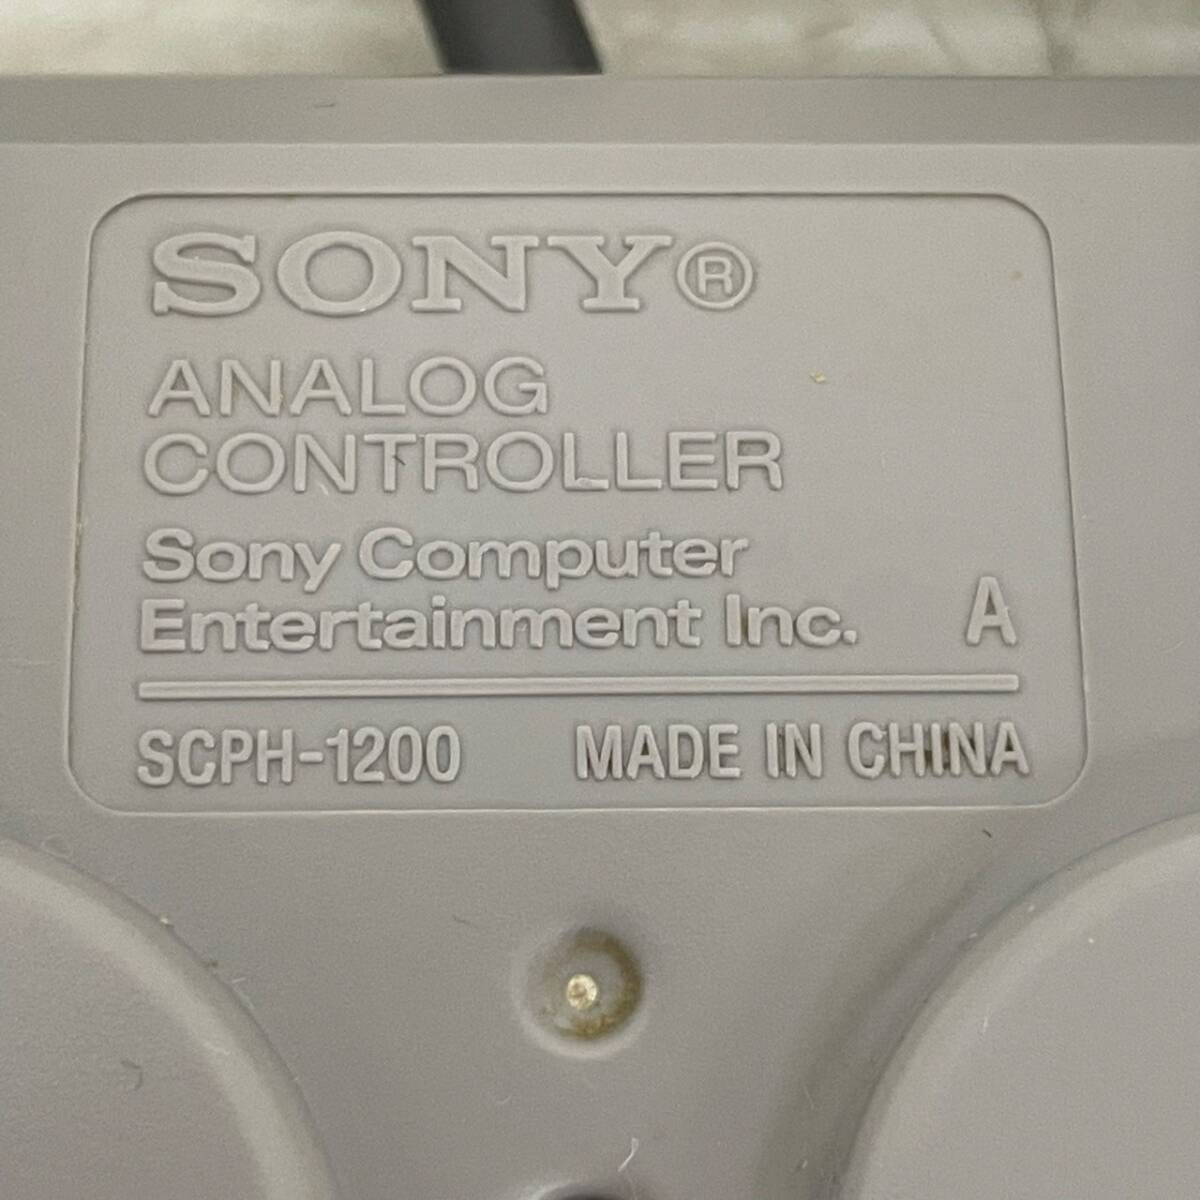 SONY®
ANALOG
CONTROLLER
Sony Computer
Entertainment Inc. A
SCPH-1200 MADE IN CHINA